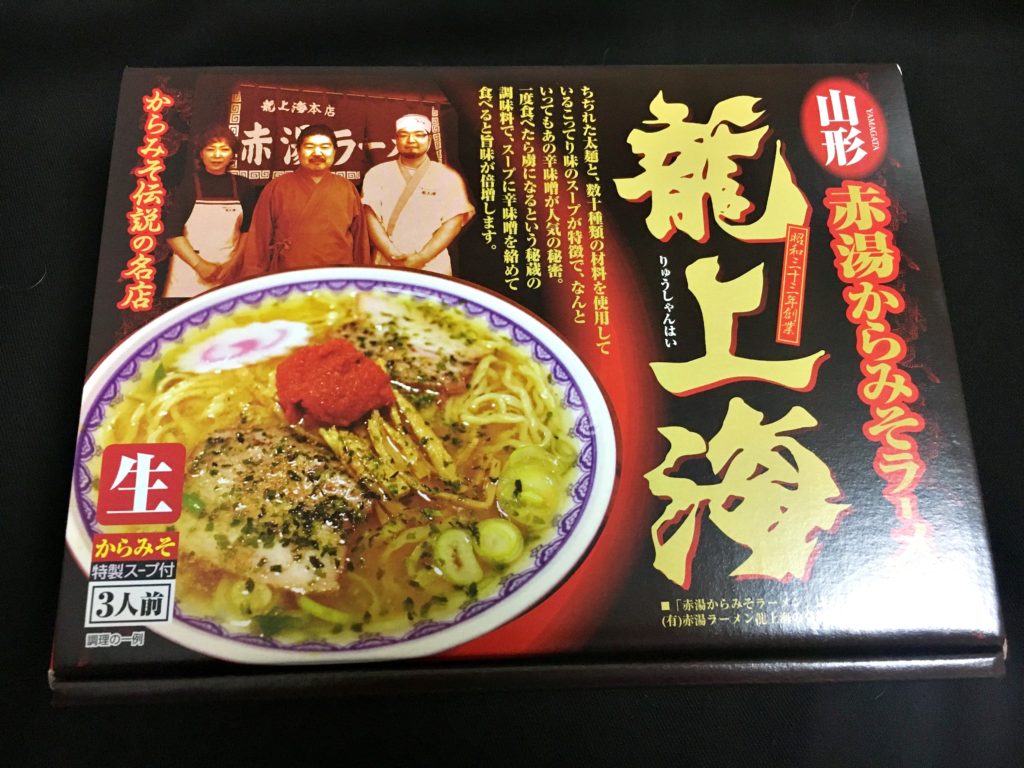 山形
YAMAGATA
赤湯からみそラーメン
龍上海
りゅうしゃんはい
昭和三十三年創業
ちぢれた太麺と、数十種類の材料を使用して
いるこってり味のスープが特徴で、なんと
いってもあの辛味噌が人気の秘密。
一度食べたら虜になるという秘蔵の
調味料で、スープに辛味噌を絡めて
食べると旨味が倍増します。
龍上海本店
赤湯ラーメン
からみそ伝説の名店
生
からみそ
特製スープ付
3人前
調理の一例
■「赤湯からみそラーメン
(有)赤湯ラーメン龍上海の